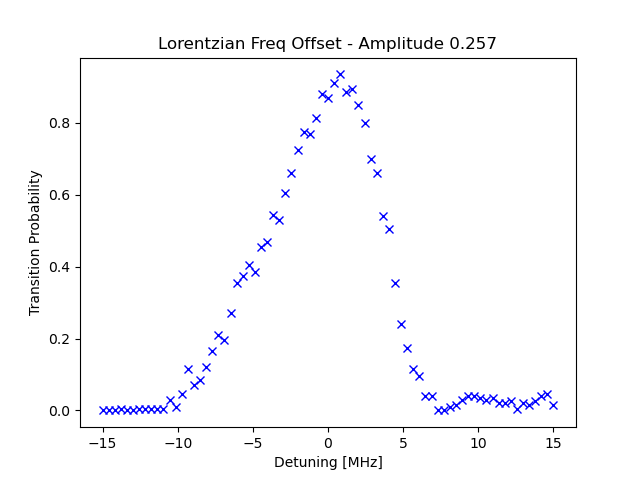 Lorentzian Freq Offset - Amplitude 0.257
Transition Probability
0.8
0.6
0.4
0.2
0.0
−15 −10 −5 0 5 10 15
Detuning [MHz]